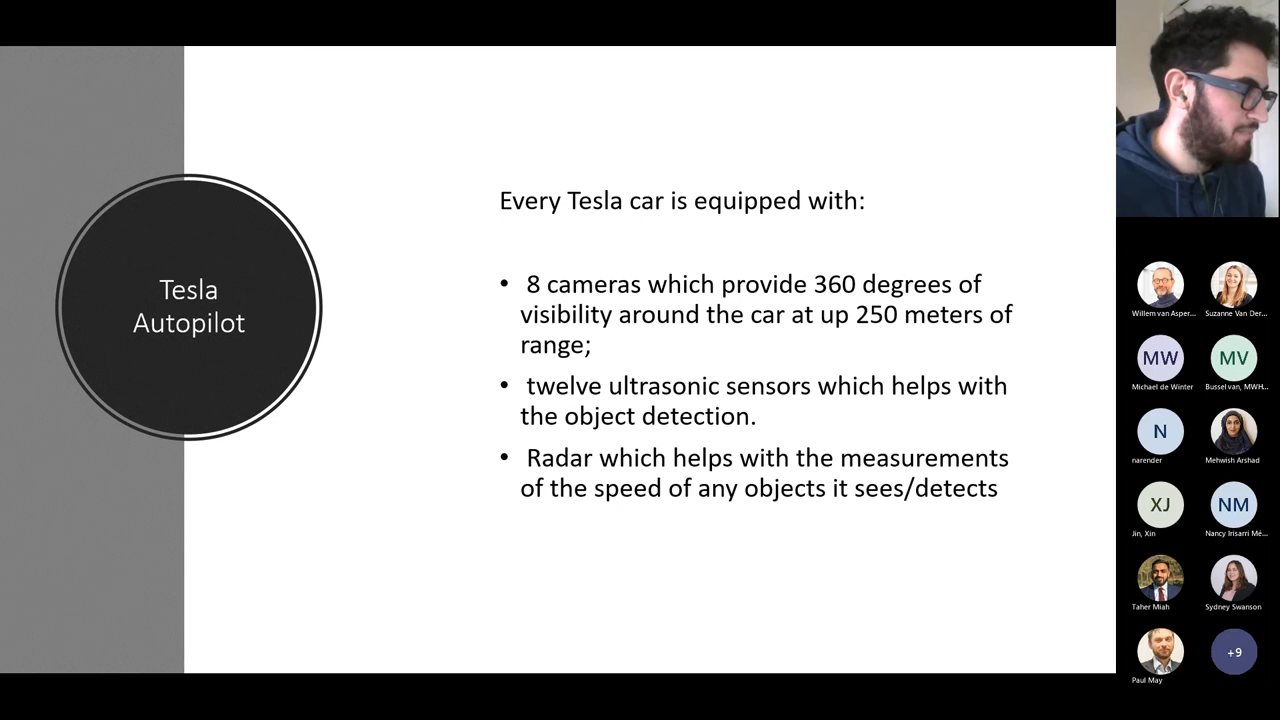 Tesla
Autopilot
Every Tesla car is equipped with:
• 8 cameras which provide 360 degrees of
visibility around the car at up 250 meters of
range;
• twelve ultrasonic sensors which helps with
the object detection.
• Radar which helps with the measurements
of the speed of any objects it sees/detects
Willem van Asper...
Suzanne Van Der...
MW
MV
Michael de Winter
Bussel van, MWH...
N
narender
Mehwish Arshad
XJ
NM
Jin, Xin
Nancy Irisarri Mé...
Taher Miah
Sydney Swanson
+9
Paul May